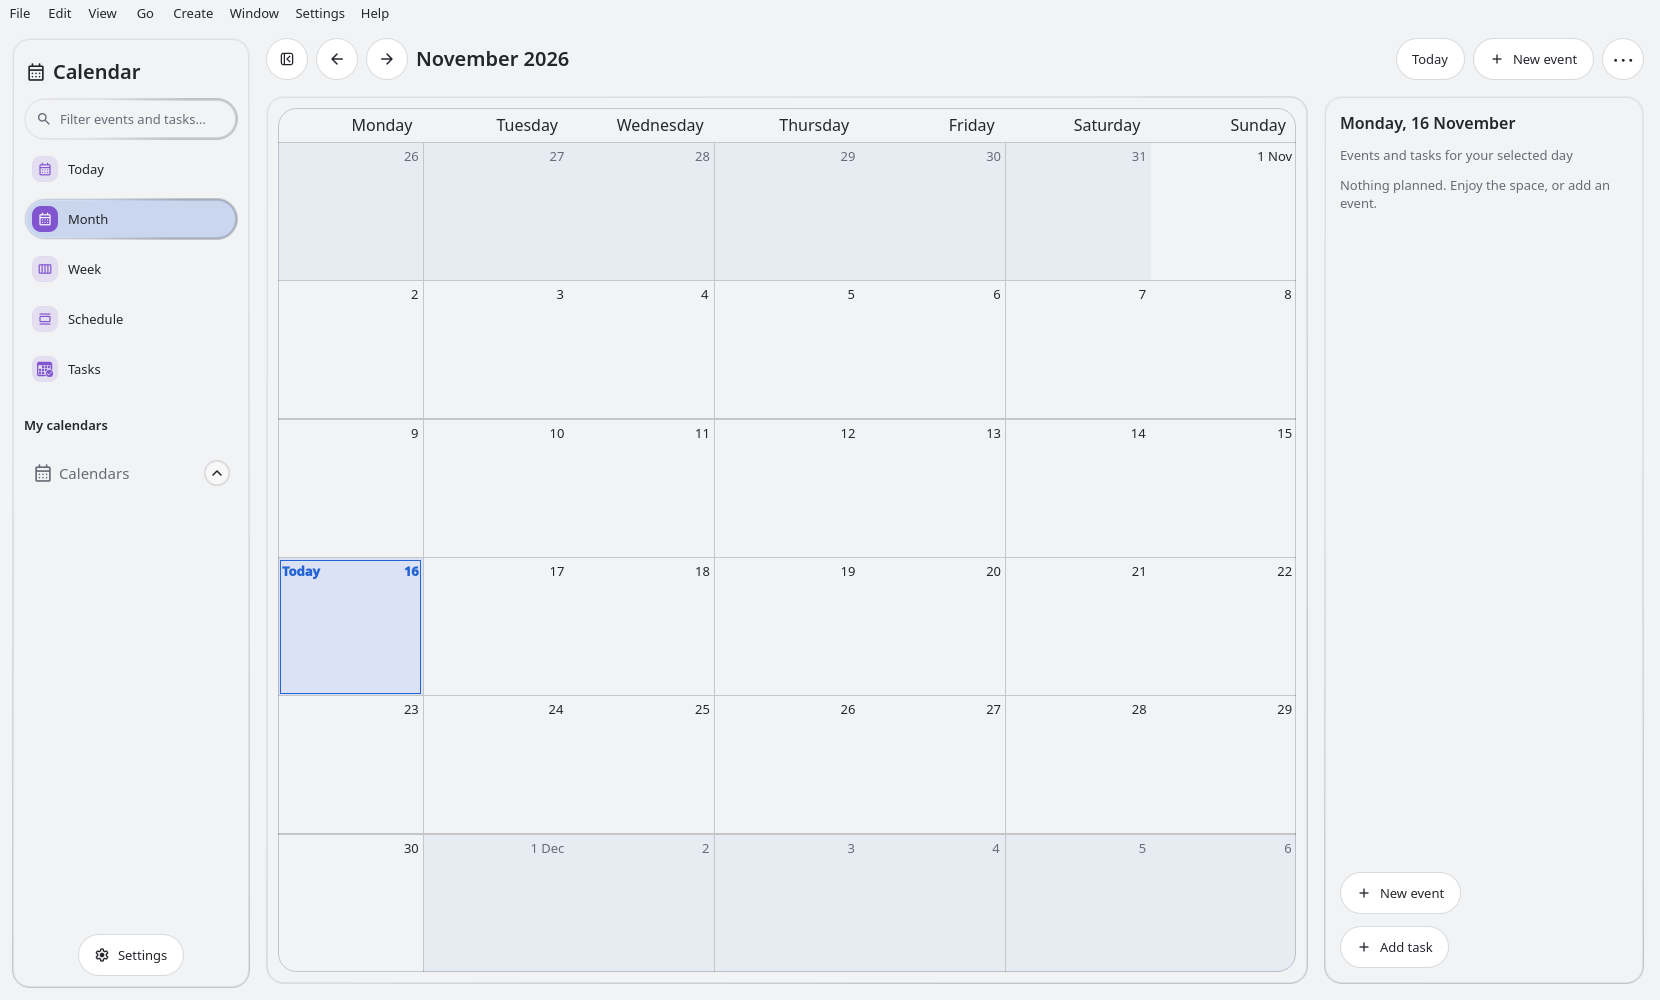 File Edit View Go Create Window Settings Help
Calendar
Filter events and tasks...
Today
Month
Week
Schedule
Tasks
My calendars
Calendars
Settings
November 2026
Today
New event
Monday Tuesday Wednesday Thursday Friday Saturday Sunday
26 27 28 29 30 31 1 Nov
2 3 4 5 6 7 8
9 10 11 12 13 14 15
Today 16 17 18 19 20 21 22
23 24 25 26 27 28 29
30 1 Dec 2 3 4 5 6
Monday, 16 November
Events and tasks for your selected day
Nothing planned. Enjoy the space, or add an
event.
New event
Add task